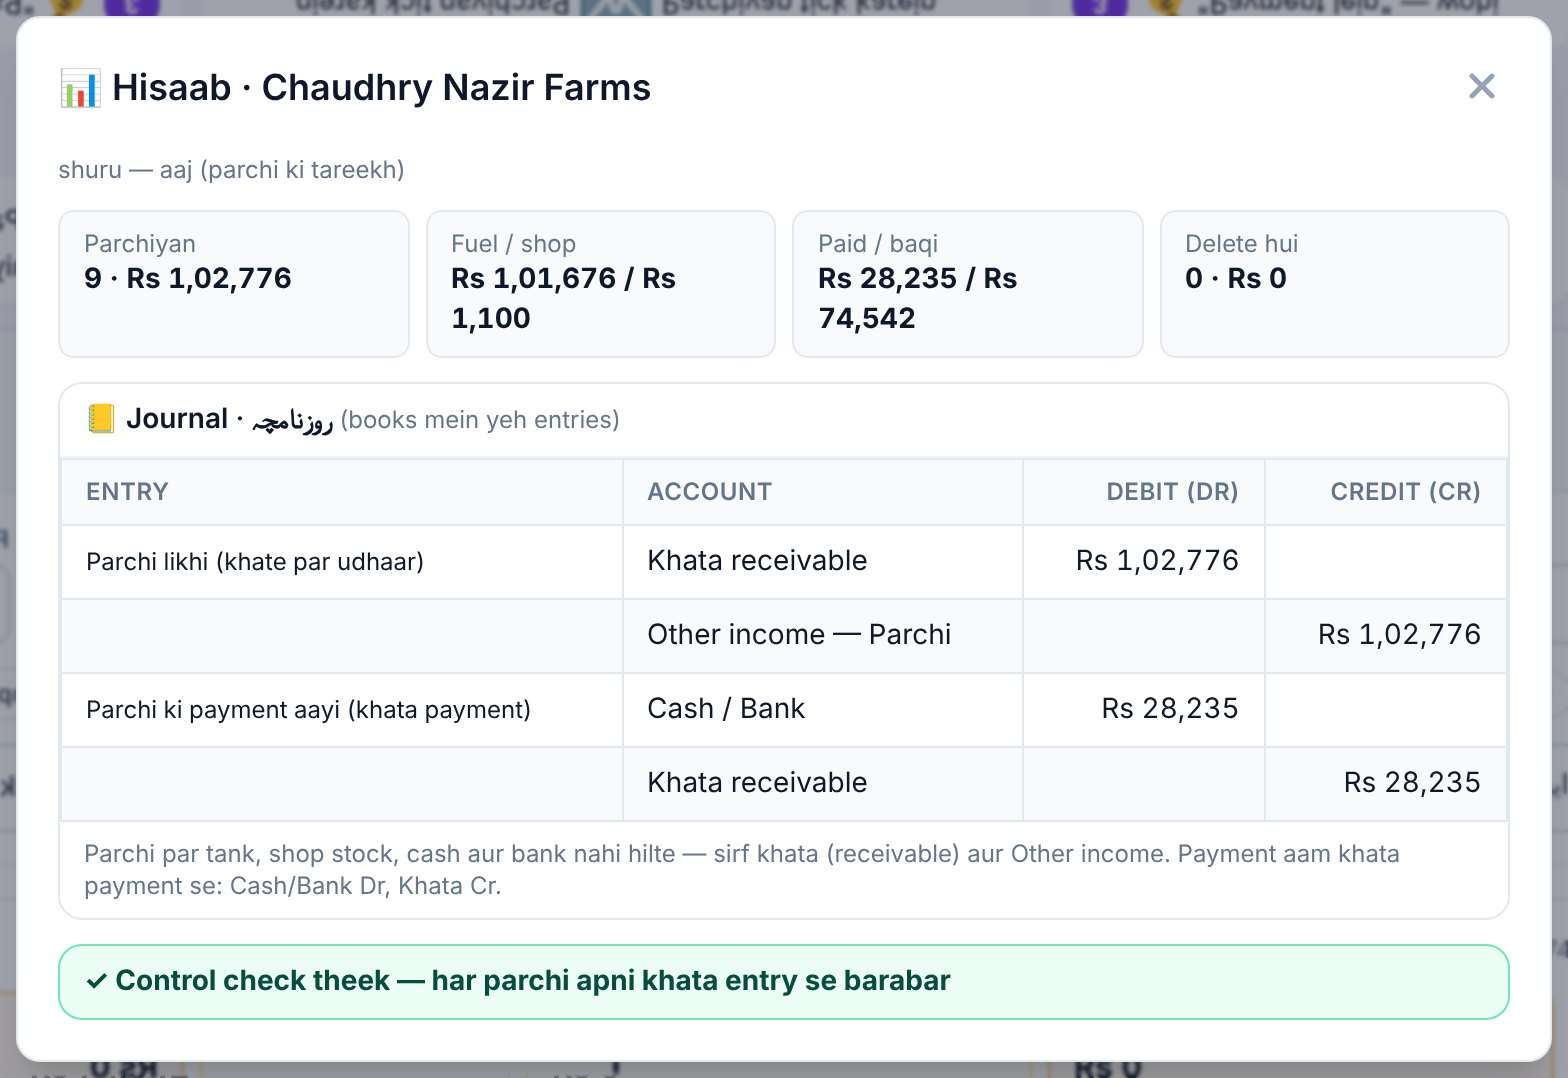 📊 Hisaab · Chaudhry Nazir Farms
shuru — aaj (parchi ki tareekh)
Parchiyan
9 · Rs 1,02,776
Fuel / shop
Rs 1,01,676 / Rs
1,100
Paid / baqi
Rs 28,235 / Rs
74,542
Delete hui
0 · Rs 0
📒 Journal · روزنامچہ (books mein yeh entries)
ENTRY ACCOUNT DEBIT (DR) CREDIT (CR)
Parchi likhi (khate par udhaar) Khata receivable Rs 1,02,776
Other income — Parchi Rs 1,02,776
Parchi ki payment aayi (khata payment) Cash / Bank Rs 28,235
Khata receivable Rs 28,235
Parchi par tank, shop stock, cash aur bank nahi hilte — sirf khata (receivable) aur Other income. Payment aam khata
payment se: Cash/Bank Dr, Khata Cr.
✓ Control check theek — har parchi apni khata entry se barabar
Rs 0